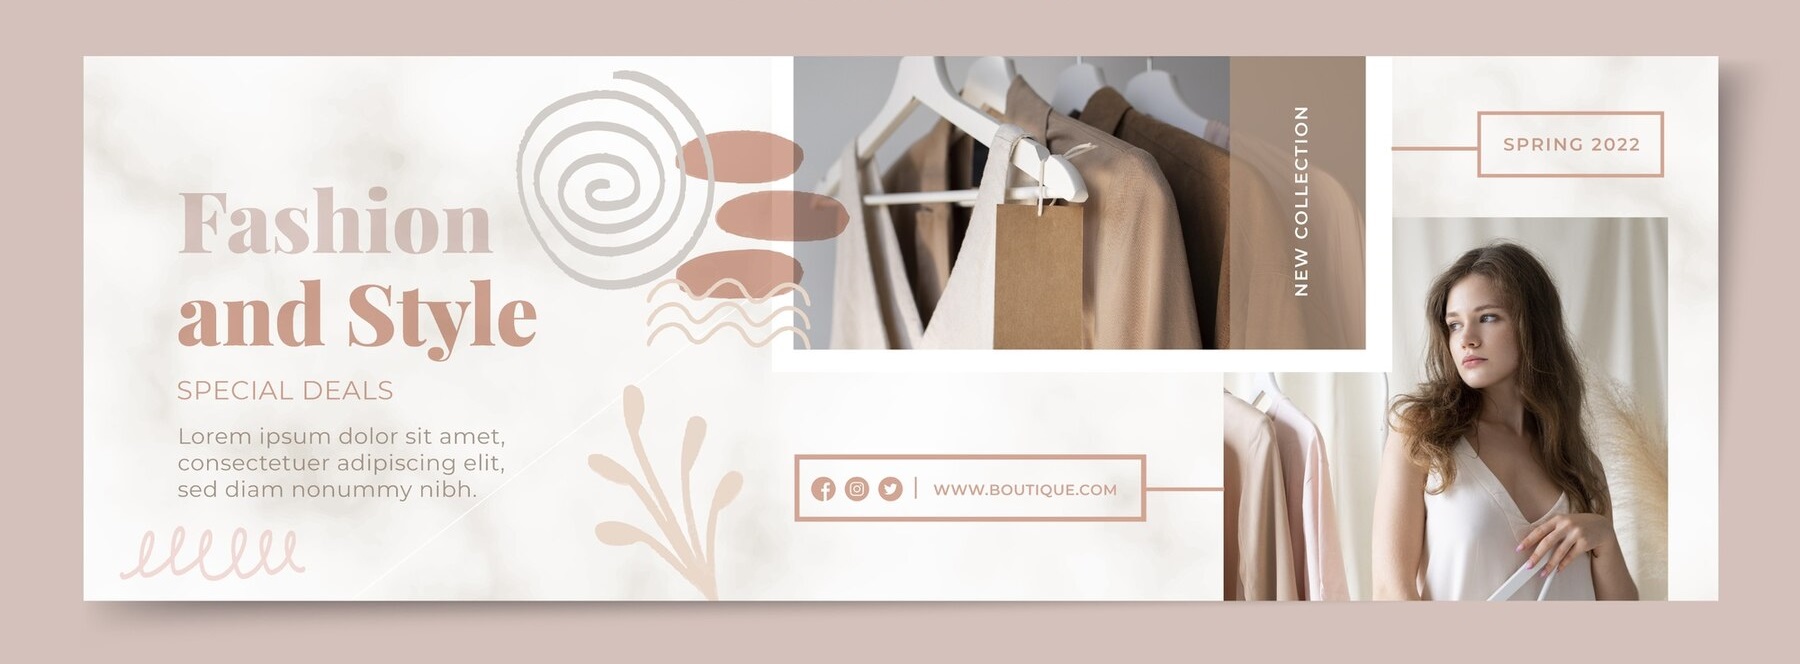 Fashion
and Style
SPECIAL DEALS
Lorem ipsum dolor sit amet,
consectetuer adipiscing elit,
sed diam nonummy nibh.
NEW COLLECTION
WWW.BOUTIQUE.COM
SPRING 2022